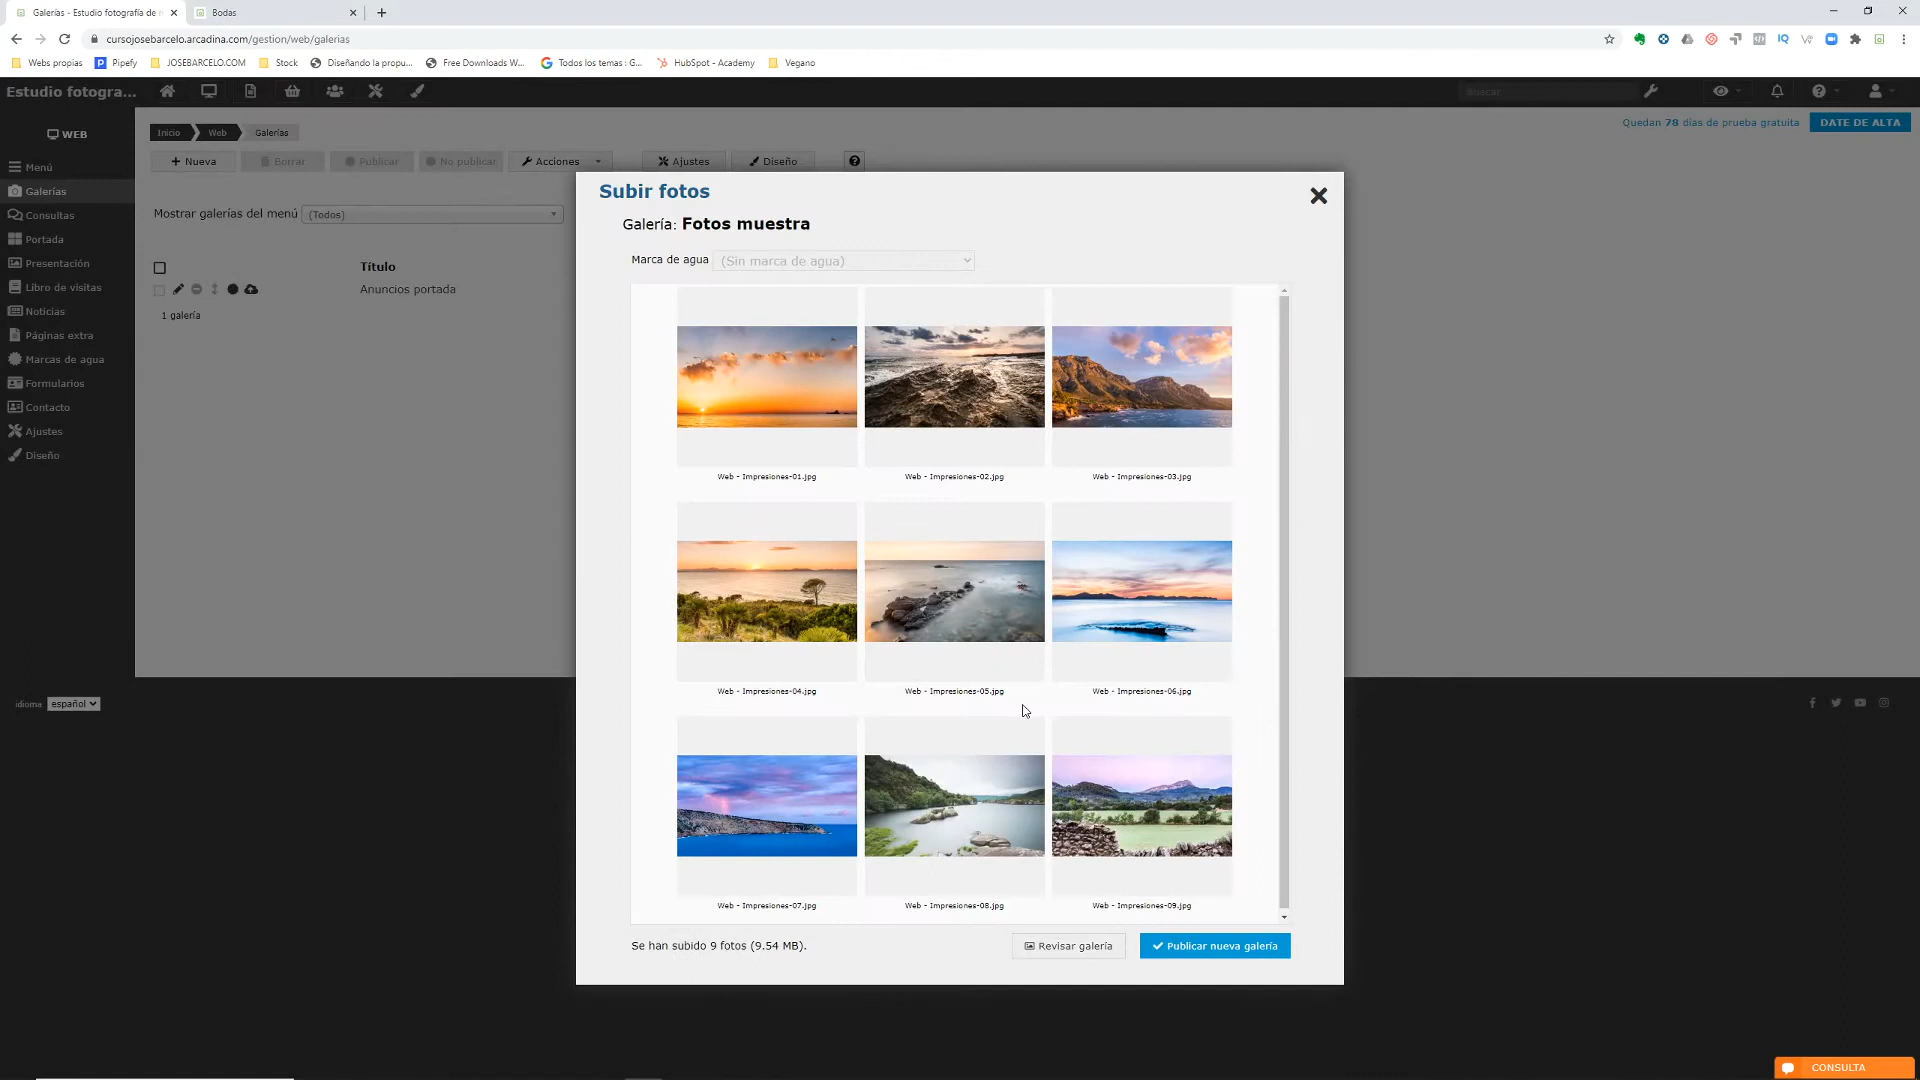 Galerías - Estudio fotografía de n
Bodas
cursojosebarcelo.arcadina.com/gestion/web/galerias
Webs propias
Pipefy
JOSEBARCELO.COM
Stock
Diseñando la propu...
Free Downloads W...
Todos los temas : G...
HubSpot - Academy
Vegano
Estudio fotogra...
Buscar
WEB
Inicio
Web
Galerías
Quedan 78 días de prueba gratuita
DATE DE ALTA
Nueva
Borrar
Publicar
No publicar
Acciones
Ajustes
Diseño
Menú
Galerías
Consultas
Portada
Presentación
Libro de visitas
Noticias
Páginas extra
Marcas de agua
Formularios
Contacto
Ajustes
Diseño
Mostrar galerías del menú
(Todos)
Título
Anuncios portada
1 galería
Subir fotos
Galería: Fotos muestra
Marca de agua
(Sin marca de agua)
Web - Impresiones-01.jpg
Web - Impresiones-02.jpg
Web - Impresiones-03.jpg
Web - Impresiones-04.jpg
Web - Impresiones-05.jpg
Web - Impresiones-06.jpg
Web - Impresiones-07.jpg
Web - Impresiones-08.jpg
Web - Impresiones-09.jpg
Se han subido 9 fotos (9.54 MB).
Revisar galería
Publicar nueva galería
idioma
español
CONSULTA